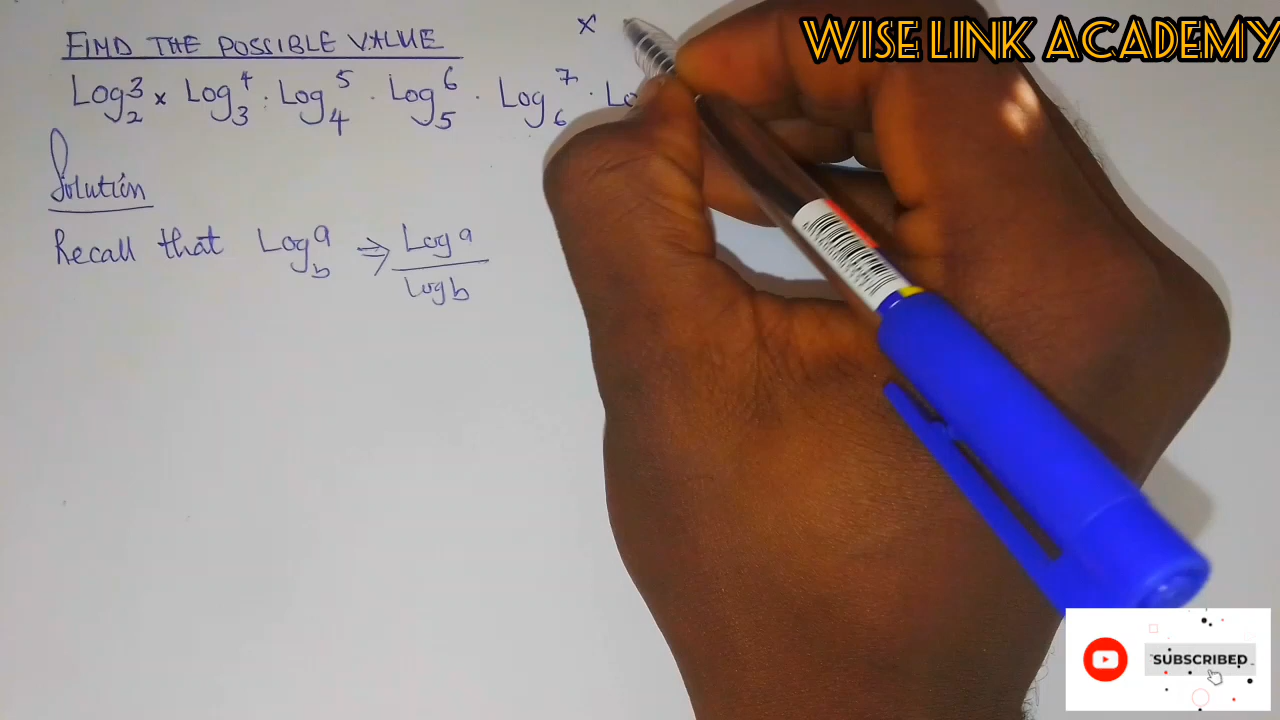 WISE LINK ACADEMY
×
FIND THE POSSIBLE VALUE
Log₂³ × Log₃⁴ · Log₄⁵ · Log₅⁶ · Log₆⁷ ·
Solution
Recall that Log_b^a ⇒ Log a / Log b
SUBSCRIBED